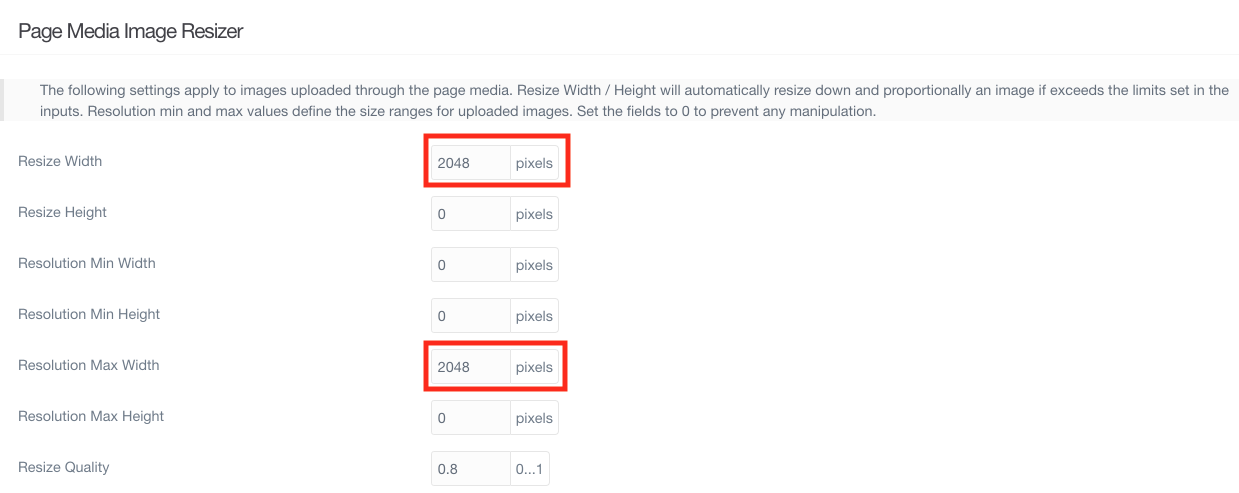 Page Media Image Resizer
The following settings apply to images uploaded through the page media. Resize Width / Height will automatically resize down and proportionally an image if exceeds the limits set in the
inputs. Resolution min and max values define the size ranges for uploaded images. Set the fields to 0 to prevent any manipulation.
Resize Width 2048 pixels
Resize Height 0 pixels
Resolution Min Width 0 pixels
Resolution Min Height 0 pixels
Resolution Max Width 2048 pixels
Resolution Max Height 0 pixels
Resize Quality 0.8 0...1